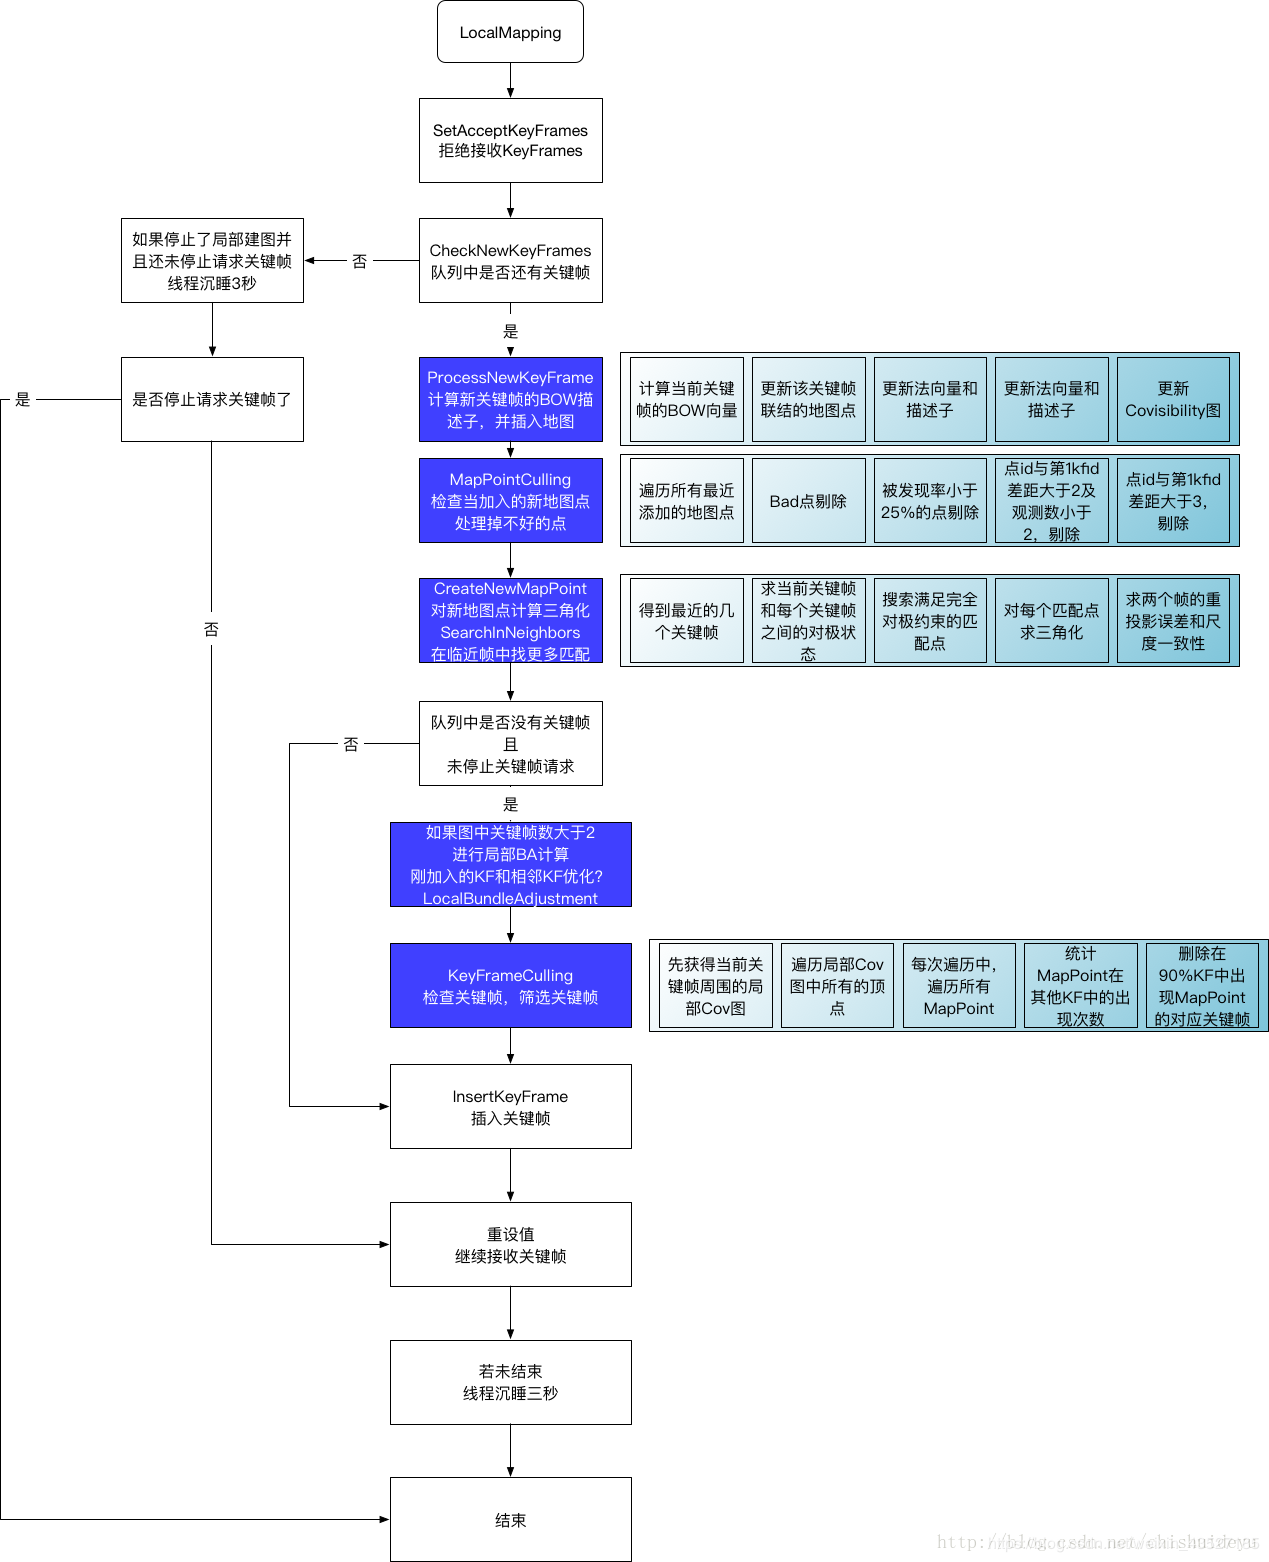 LocalMapping
SetAcceptKeyFrames
拒绝接收KeyFrames
如果停止了局部建图并
且还未停止请求关键帧
线程沉睡3秒
否
CheckNewKeyFrames
队列中是否还有关键帧
是
是
是否停止请求关键帧了
ProcessNewKeyFrame
计算新关键帧的BOW描
述子，并插入地图
计算当前关键
帧的BOW向量
更新该关键帧
联结的地图点
更新法向量和
描述子
更新法向量和
描述子
更新
Covisibility图
MapPointCulling
检查当加入的新地图点
处理掉不好的点
遍历所有最近
添加的地图点
Bad点剔除
被发现率小于
25%的点剔除
点id与第1kfid
差距大于2及
观测数小于
2，剔除
点id与第1kfid
差距大于3，
剔除
否
CreateNewMapPoint
对新地图点计算三角化
SearchInNeighbors
在临近帧中找更多匹配
得到最近的几
个关键帧
求当前关键帧
和每个关键帧
之间的对极状
态
搜索满足完全
对极约束的匹
配点
对每个匹配点
求三角化
求两个帧的重
投影误差和尺
度一致性
否
队列中是否没有关键帧
且
未停止关键帧请求
是
如果图中关键帧数大于2
进行局部BA计算
刚加入的KF和相邻KF优化?
LocalBundleAdjustment
KeyFrameCulling
检查关键帧，筛选关键帧
先获得当前关
键帧周围的局
部Cov图
遍历局部Cov
图中所有的顶
点
每次遍历中，
遍历所有
MapPoint
统计
MapPoint在
其他KF中的出
现次数
删除在
90%KF中出
现MapPoint
的对应关键帧
InsertKeyFrame
插入关键帧
重设值
继续接收关键帧
若未结束
线程沉睡三秒
结束
http://blog.csdn.net/shishuideyu